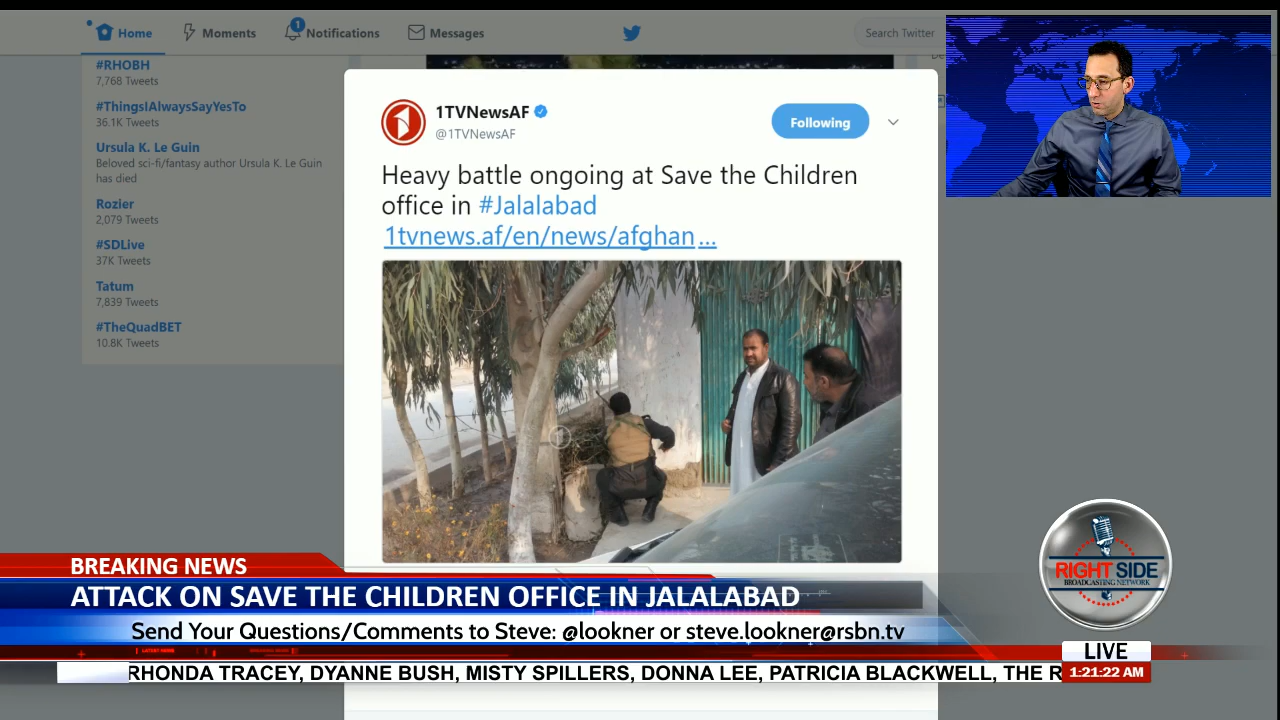 Home
Moments
1
Notifications
Messages
Search Twitter
#RHOBH
7,768 Tweets
#ThingsIAlwaysSayYesTo
36.1K Tweets
Ursula K. Le Guin
Beloved sci-fi/fantasy author Ursula K. Le Guin
has died
Rozier
2,079 Tweets
#SDLive
37K Tweets
Tatum
7,839 Tweets
#TheQuadBET
10.8K Tweets
1TVNewsAF
@1TVNewsAF
Following
Heavy battle ongoing at Save the Children
office in #Jalalabad
1tvnews.af/en/news/afghan...
BREAKING NEWS
ATTACK ON SAVE THE CHILDREN OFFICE IN JALALABAD
Send Your Questions/Comments to Steve: @lookner or steve.lookner@rsbn.tv
LATEST NEWS
BREAKING NEWS
RIGHT SIDE
BROADCASTING NETWORK
LIVE
1:21:22 AM
RHONDA TRACEY, DYANNE BUSH, MISTY SPILLERS, DONNA LEE, PATRICIA BLACKWELL, THE R